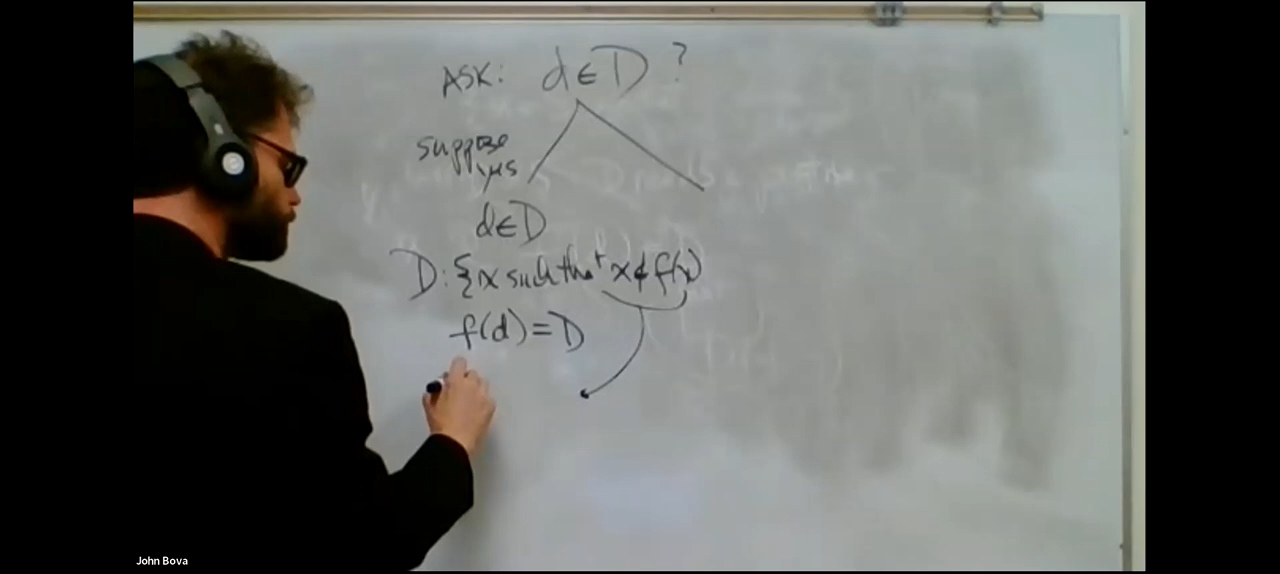 ASK: d∈D ?
suppose
yes
d∈D
D: {x such that x∉f(x)
f(d)=D
John Bova